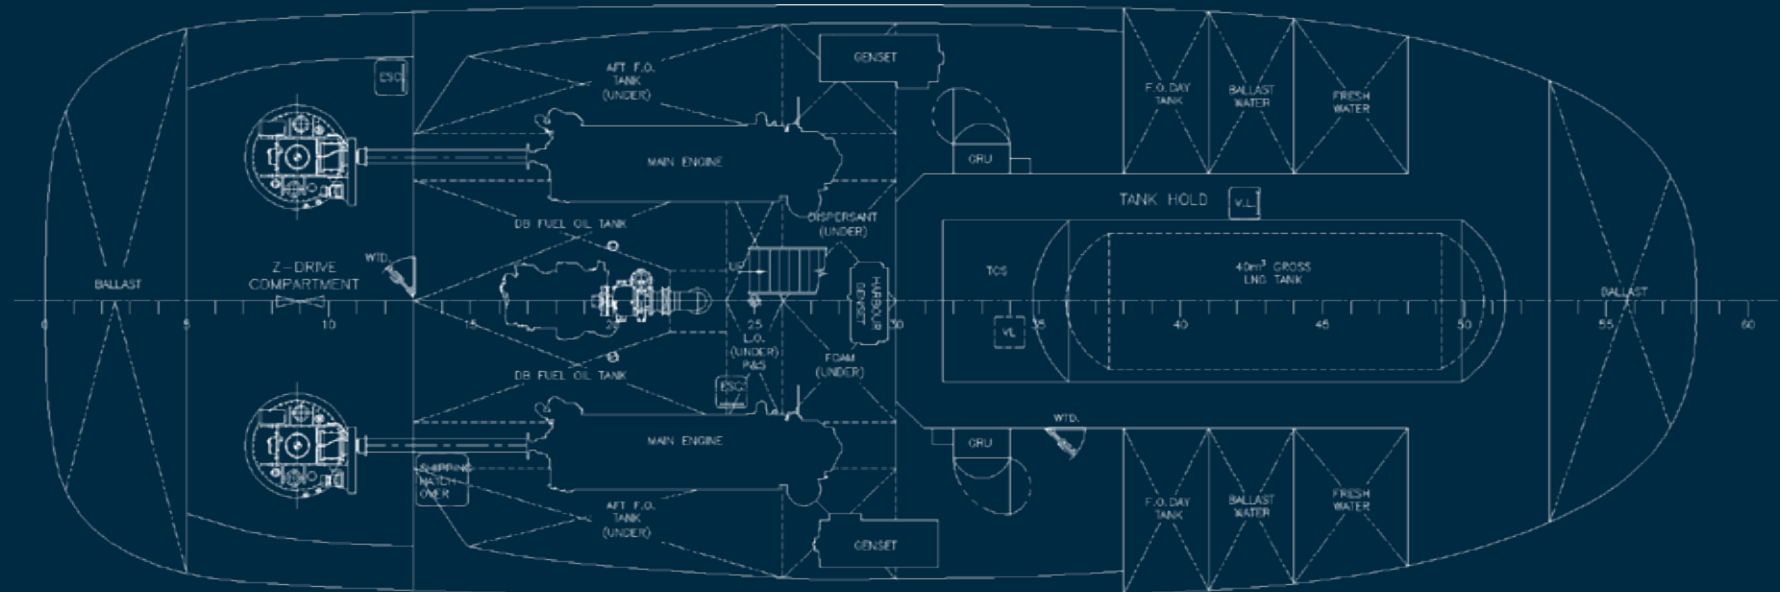 GENSET
ESC.
AFT F.O.
TANK
(UNDER)
F.O. DAY
TANK
BALLAST
WATER
FRESH
WATER
MAIN ENGINE
GRU
TANK HOLD
V.L.
DB FUEL OIL TANK
DISPERSANT
(UNDER)
WTD.
Z-DRIVE
COMPARTMENT
UP
BALLAST
HARBOUR
GENSET
TCS
40m³ GROSS
LNG TANK
BALLAST
0 5 10 15 20 25 30 35 40 45 50 55 60
VL
L.O.
(UNDER)
P&S
FOAM
(UNDER)
DB FUEL OIL TANK
ESC.
MAIN ENGINE
GRU
WTD.
SHIPPING
HATCH
OVER
AFT F.O.
TANK
(UNDER)
F.O. DAY
TANK
BALLAST
WATER
FRESH
WATER
GENSET